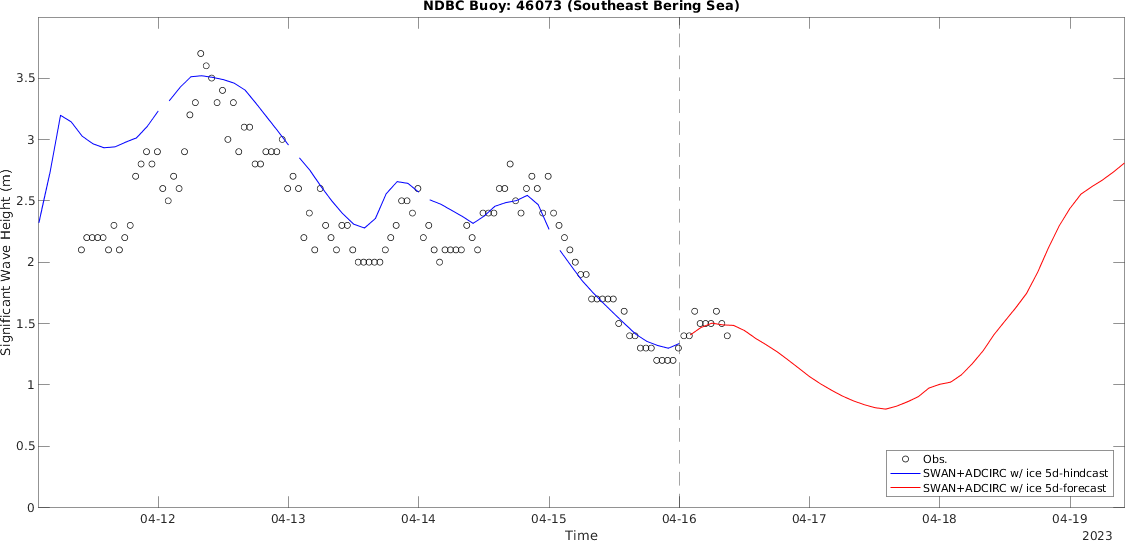 NDBC Buoy: 46073 (Southeast Bering Sea)
Significant Wave Height (m)
3.5
3
2.5
2
1.5
1
0.5
0
Obs.
SWAN+ADCIRC w/ ice 5d-hindcast
SWAN+ADCIRC w/ ice 5d-forecast
04-12 04-13 04-14 04-15 04-16 04-17 04-18 04-19
Time
2023